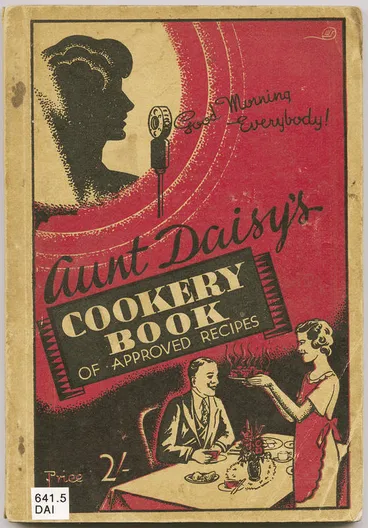 Good Morning
Everybody!
Aunt Daisy's
COOKERY
BOOK
OF APPROVED RECIPES
Price 2/-
641.5
DAI